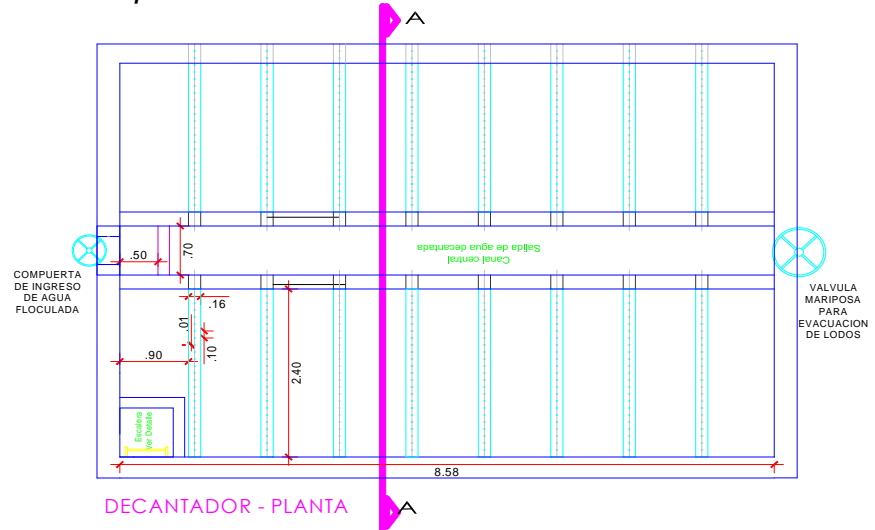 A
.50
.70
Canal central
Salida de agua decantada
COMPUERTA
DE INGRESO
DE AGUA
FLOCULADA
VALVULA
MARIPOSA
PARA
EVACUACION
DE LODOS
.16
.01
.10
.90
2.40
Escalera
Ver Detalle
8.58
DECANTADOR - PLANTA
A